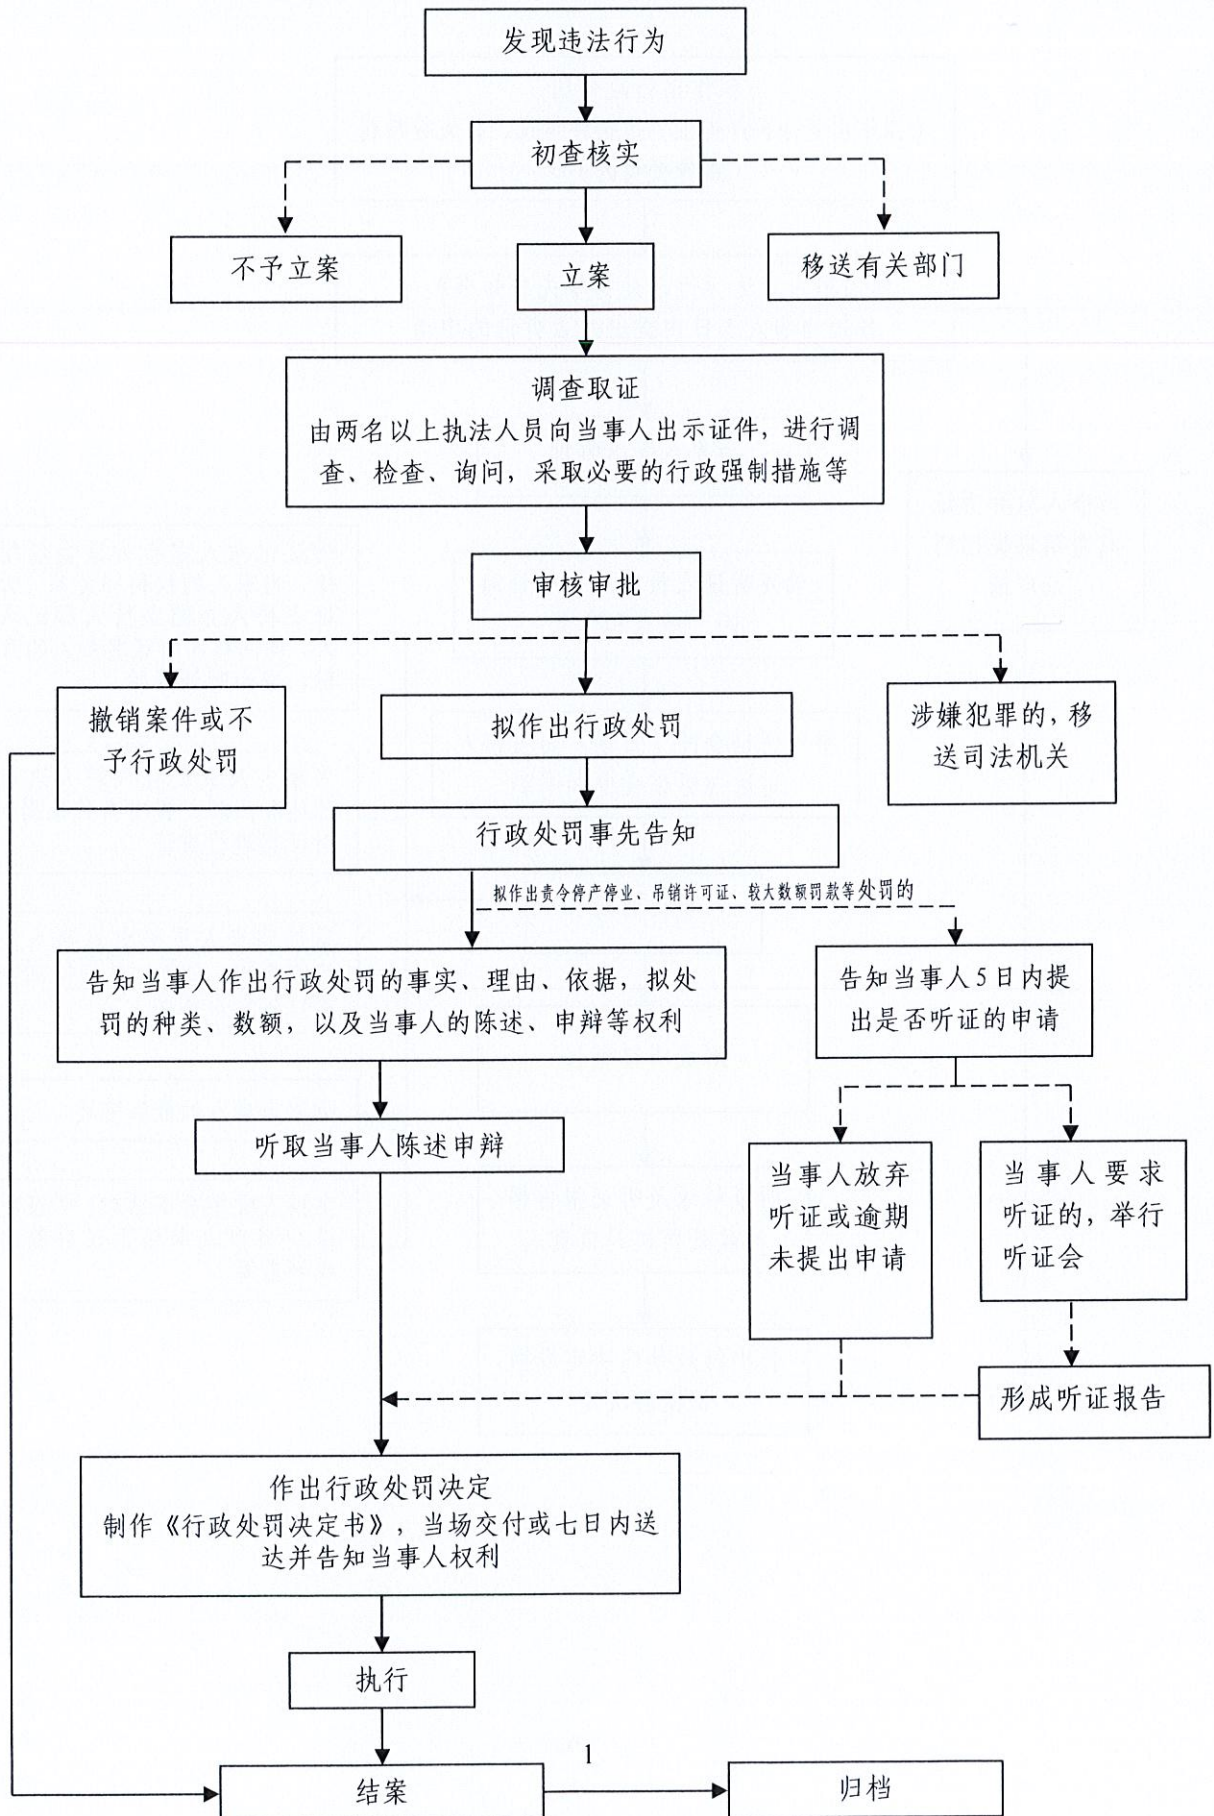 发现违法行为
初查核实
不予立案
立案
移送有关部门
调查取证
由两名以上执法人员向当事人出示证件，进行调
查、检查、询问，采取必要的行政强制措施等
审核审批
撤销案件或不
予行政处罚
拟作出行政处罚
涉嫌犯罪的，移
送司法机关
行政处罚事先告知
拟作出责令停产停业、吊销许可证、较大数额罚款等处罚的
告知当事人作出行政处罚的事实、理由、依据，拟处
罚的种类、数额，以及当事人的陈述、申辩等权利
告知当事人5日内提
出是否听证的申请
听取当事人陈述申辩
当事人放弃
听证或逾期
未提出申请
当事人要求
听证的，举行
听证会
形成听证报告
作出行政处罚决定
制作《行政处罚决定书》，当场交付或七日内送
达并告知当事人权利
执行
1
结案
归档